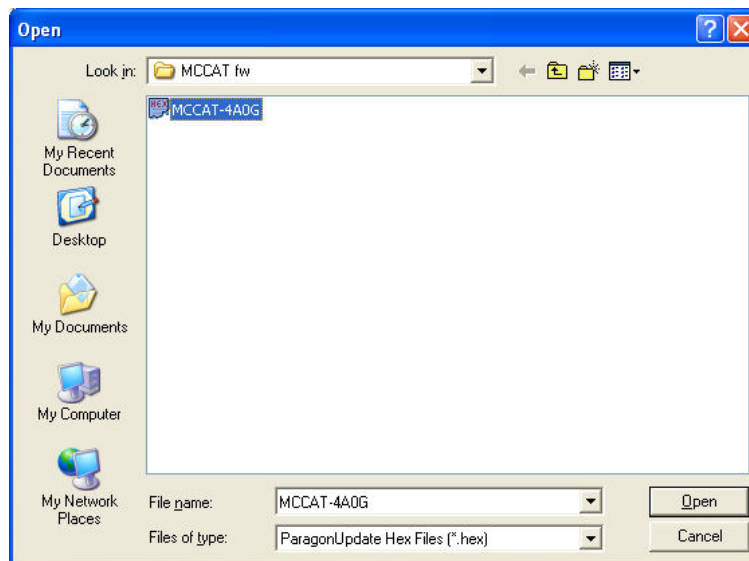 Open
Look in:
MCCAT fw
HEX
MCCAT-4A0G
My Recent
Documents
Desktop
My Documents
My Computer
My Network
Places
File name:
MCCAT-4A0G
Open
Files of type:
ParagonUpdate Hex Files (*.hex)
Cancel